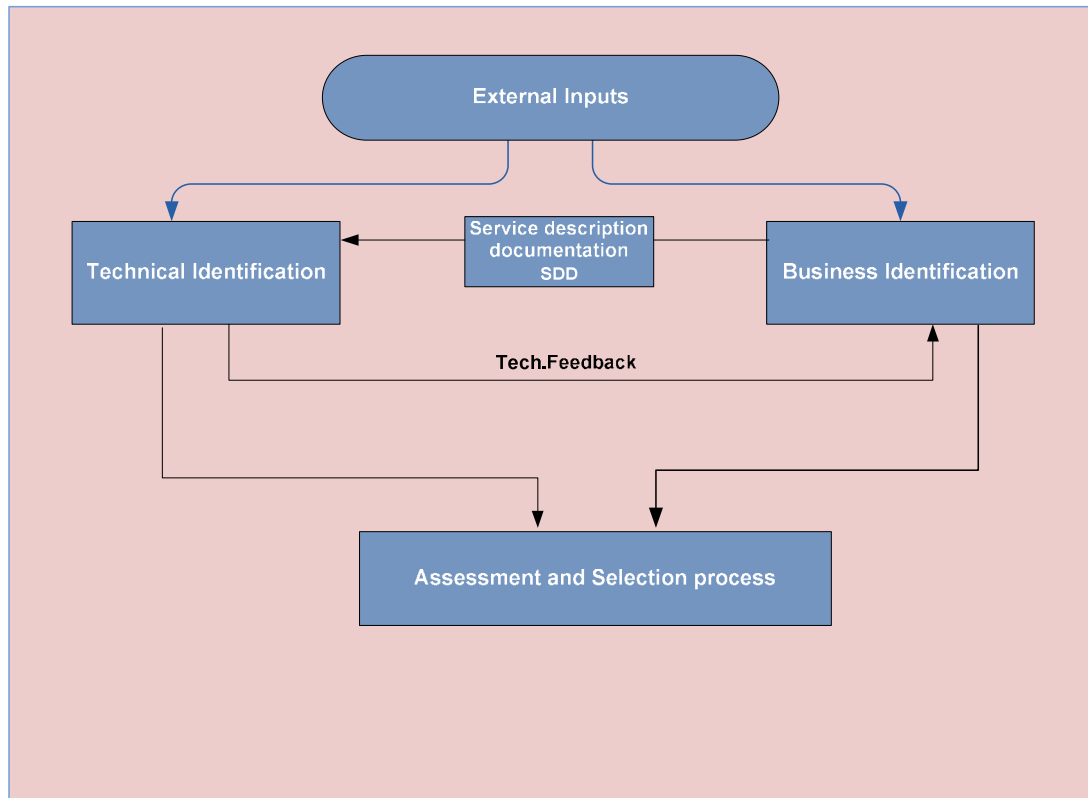 External Inputs
Service description
documentation
SDD
Technical Identification
Business Identification
Tech.Feedback
Assessment and Selection process